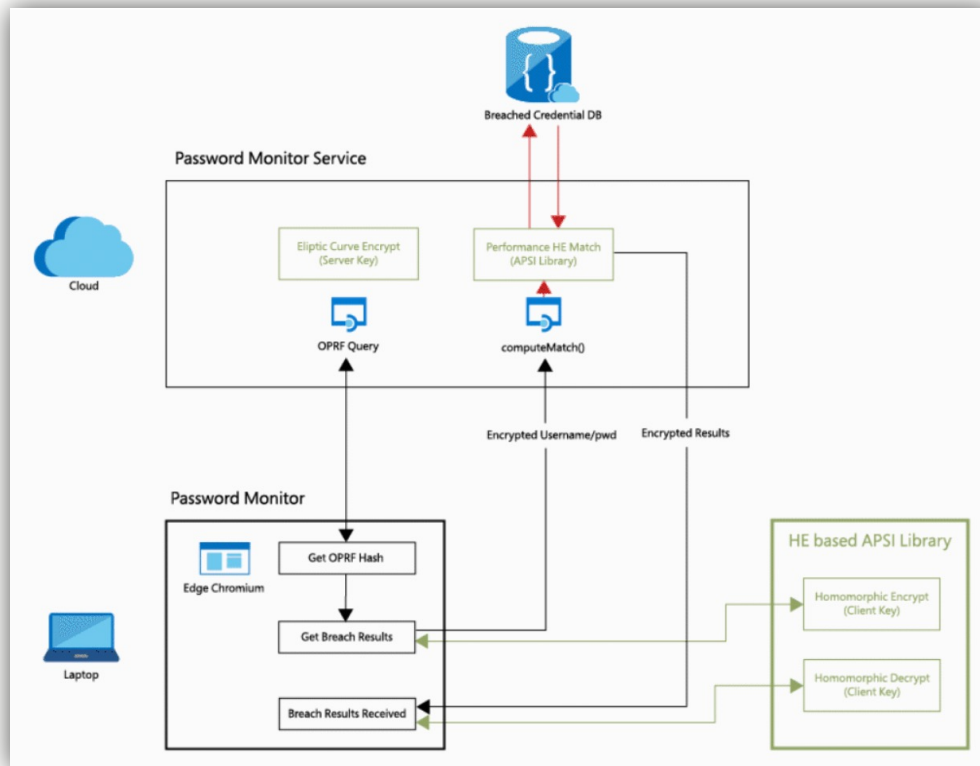 Breached Credential DB
Password Monitor Service
Eliptic Curve Encrypt
(Server Key)
Performance HE Match
(APSI Library)
Cloud
OPRF Query
computeMatch()
Encrypted Username/pwd
Encrypted Results
Password Monitor
Edge Chromium
Get OPRF Hash
Get Breach Results
Breach Results Received
Laptop
HE based APSI Library
Homomorphic Encrypt
(Client Key)
Homomorphic Decrypt
(Client Key)